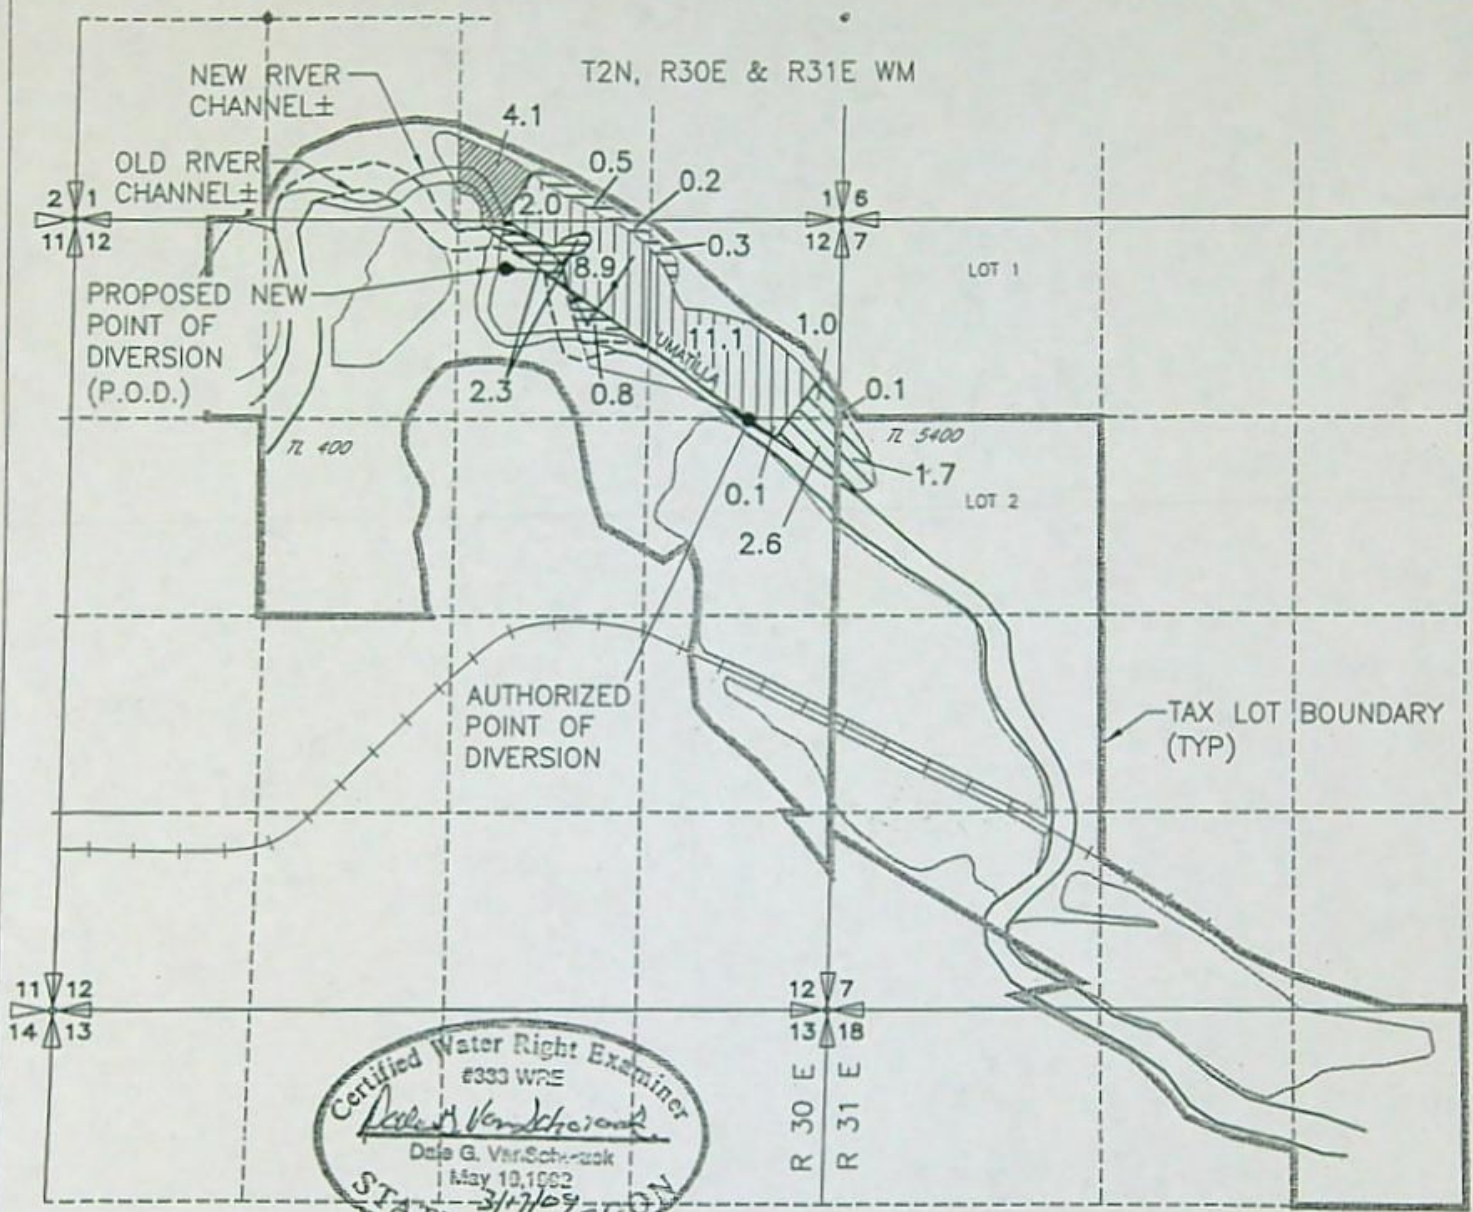 T2N, R30E & R31E WM
NEW RIVER
CHANNEL±
4.1
OLD RIVER
CHANNEL±
0.5
0.2
2.0
2 1
11 12
1 6
12 7
0.3
8.9
LOT 1
PROPOSED NEW
POINT OF
DIVERSION
(P.O.D.)
UMATILLA
11.1
1.0
2.3
0.8
0.1
TL 400
TL 5400
1.7
0.1
LOT 2
2.6
AUTHORIZED
POINT OF
DIVERSION
TAX LOT BOUNDARY
(TYP)
11 12
14 13
12 7
13 18
R 30 E
R 31 E
Certified Water Right Examiner
#333 WRE
Dale G.
May 10, 1992
3/17/09